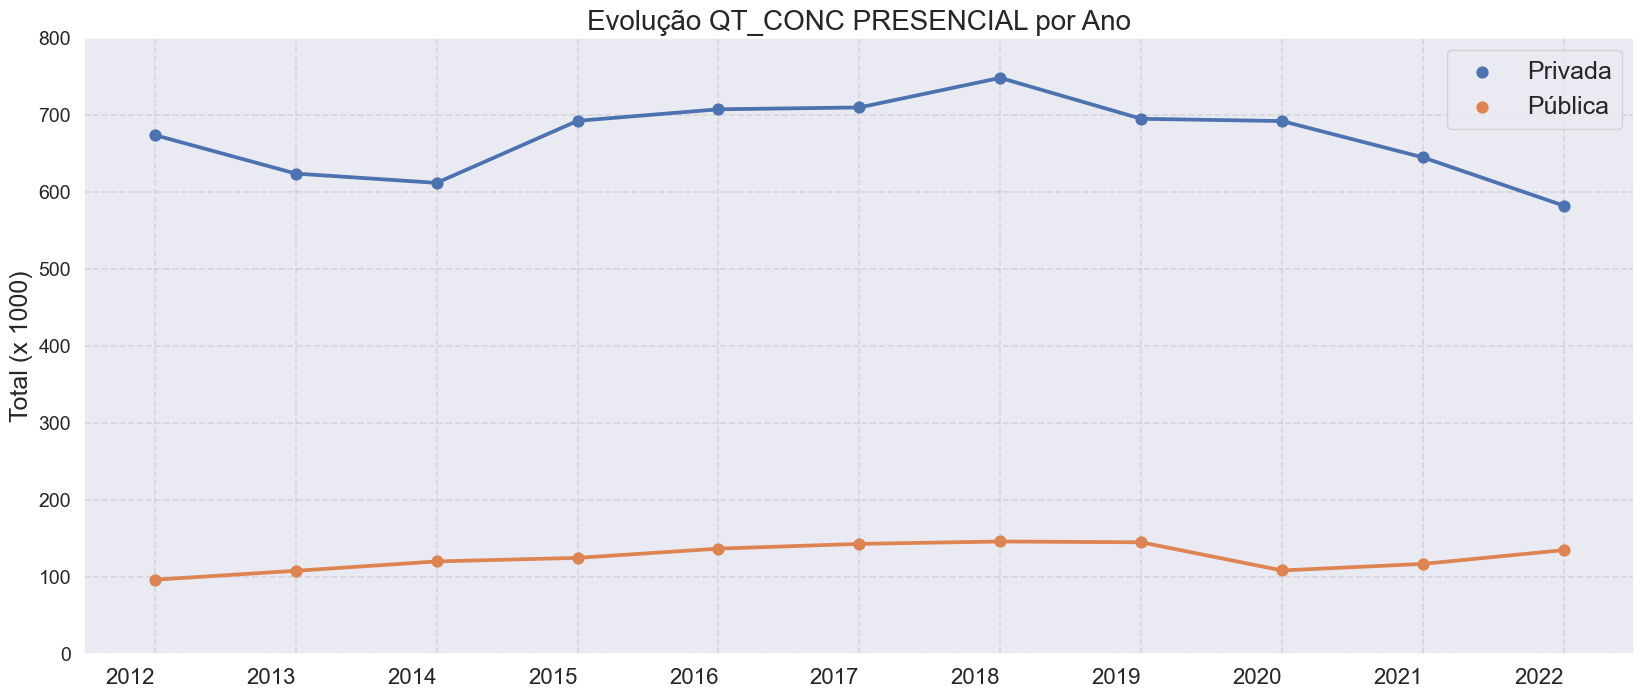 Evolução QT_CONC PRESENCIAL por Ano
Total (x 1000)
800
700
600
500
400
300
200
100
0
Privada
Pública
2012 2013 2014 2015 2016 2017 2018 2019 2020 2021 2022